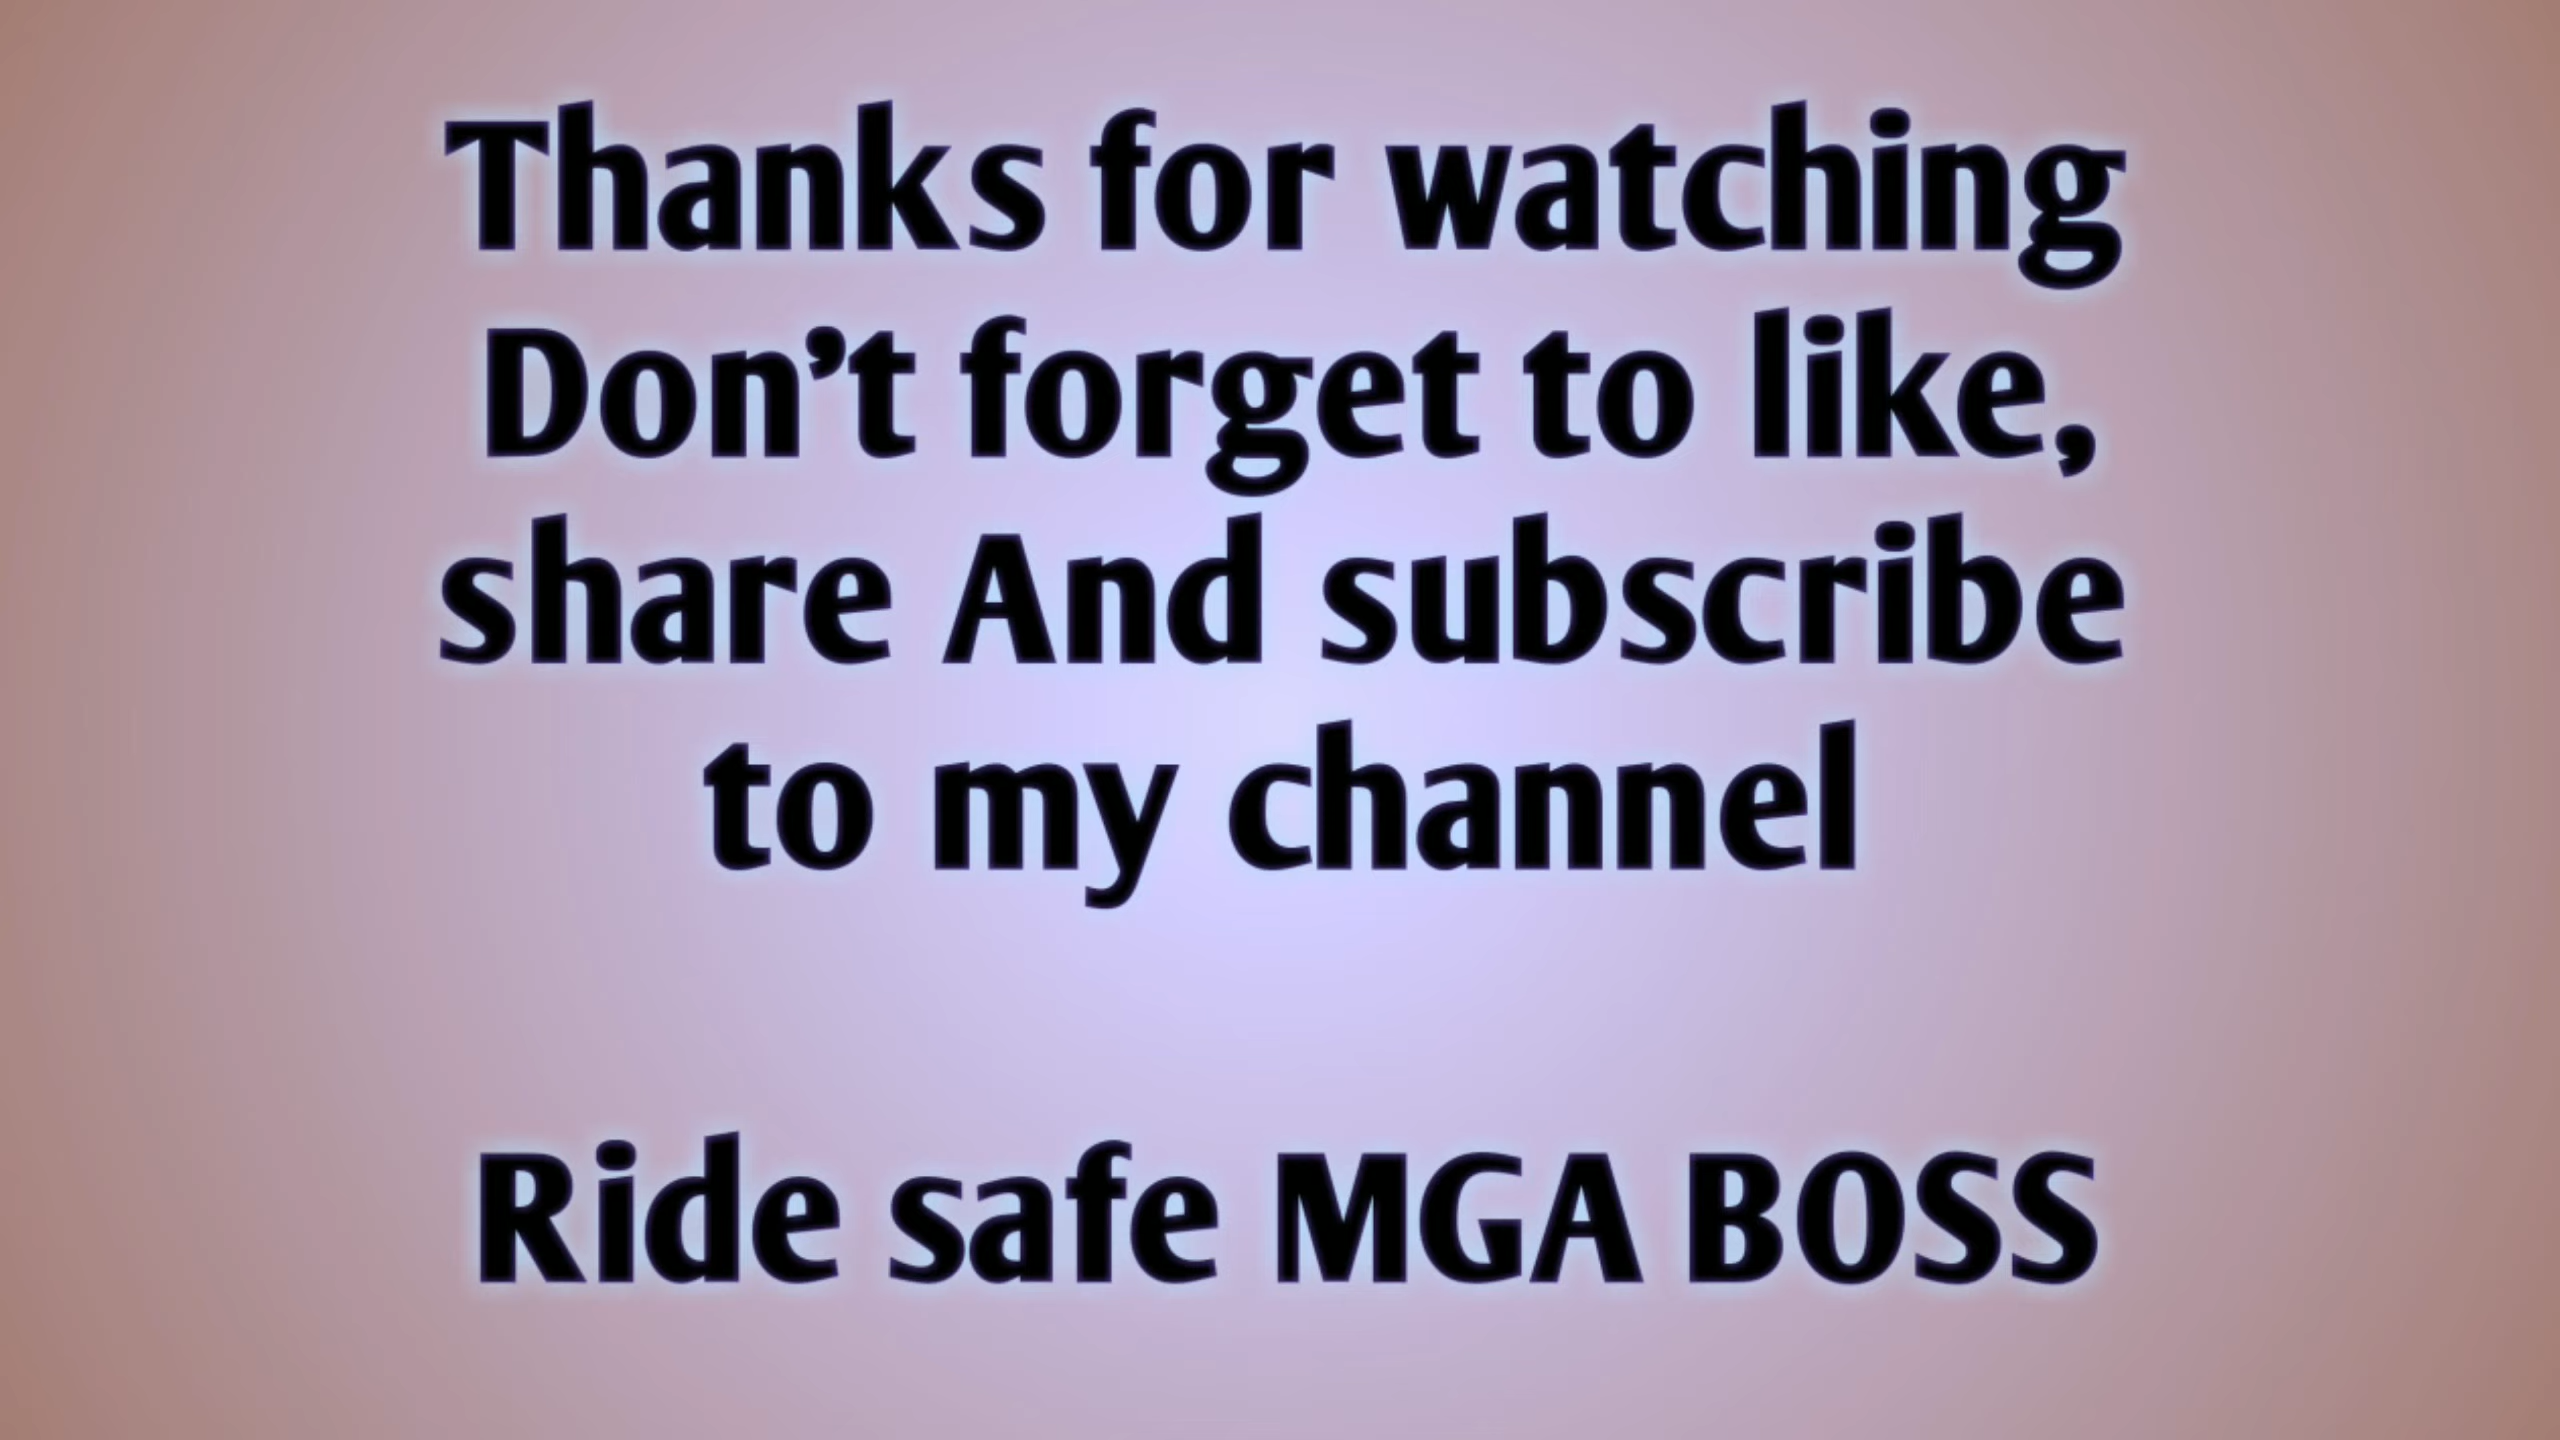 Thanks for watching
Don’t forget to like,
share And subscribe
to my channel
Ride safe MGA BOSS